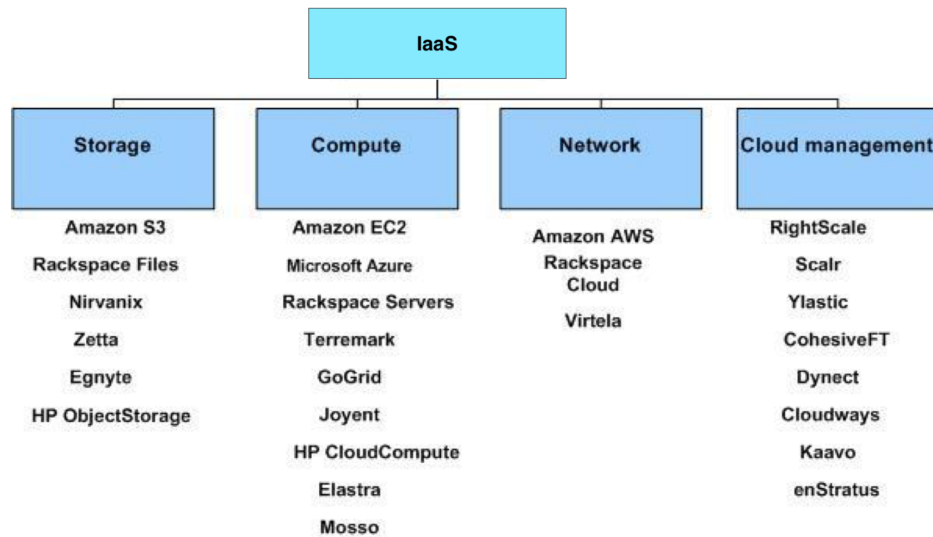 IaaS
Storage
Compute
Network
Cloud management
Amazon S3
Rackspace Files
Nirvanix
Zetta
Egnyte
HP ObjectStorage
Amazon EC2
Microsoft Azure
Rackspace Servers
Terremark
GoGrid
Joyent
HP CloudCompute
Elastra
Mosso
Amazon AWS
Rackspace
Cloud
Virtela
RightScale
Scalr
Ylastic
CohesiveFT
Dynect
Cloudways
Kaavo
enStratus